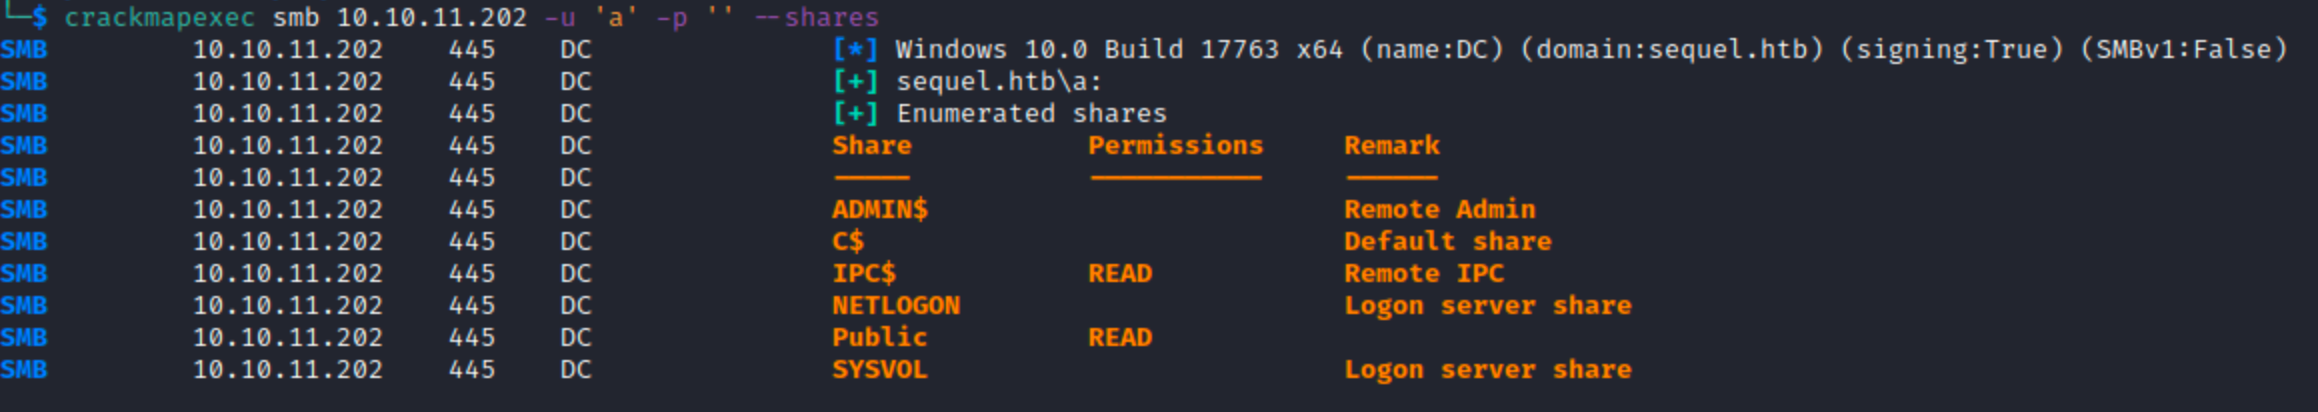 └─$ crackmapexec smb 10.10.11.202 -u 'a' -p '' --shares
SMB 10.10.11.202 445 DC [*] Windows 10.0 Build 17763 x64 (name:DC) (domain:sequel.htb) (signing:True) (SMBv1:False)
SMB 10.10.11.202 445 DC [+] sequel.htb\a:
SMB 10.10.11.202 445 DC [+] Enumerated shares
SMB 10.10.11.202 445 DC Share Permissions Remark
SMB 10.10.11.202 445 DC ----- ----------- ------
SMB 10.10.11.202 445 DC ADMIN$ Remote Admin
SMB 10.10.11.202 445 DC C$ Default share
SMB 10.10.11.202 445 DC IPC$ READ Remote IPC
SMB 10.10.11.202 445 DC NETLOGON Logon server share
SMB 10.10.11.202 445 DC Public READ
SMB 10.10.11.202 445 DC SYSVOL Logon server share